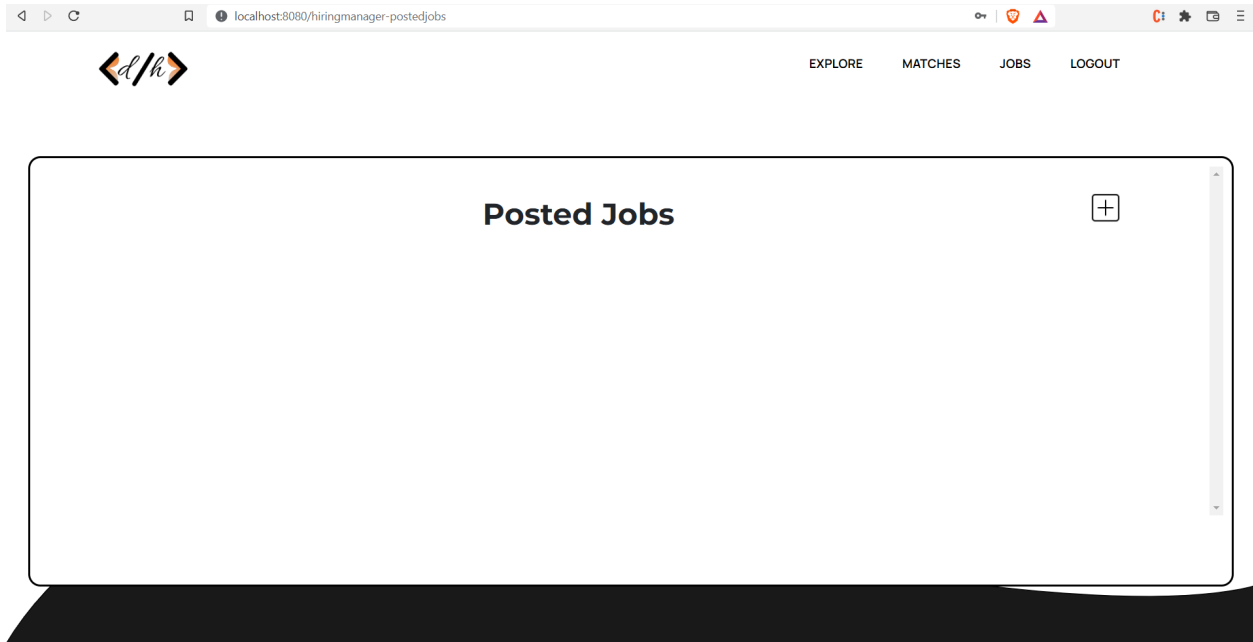 localhost:8080/hiringmanager-postedjobs
<d/h>
EXPLORE MATCHES JOBS LOGOUT
Posted Jobs